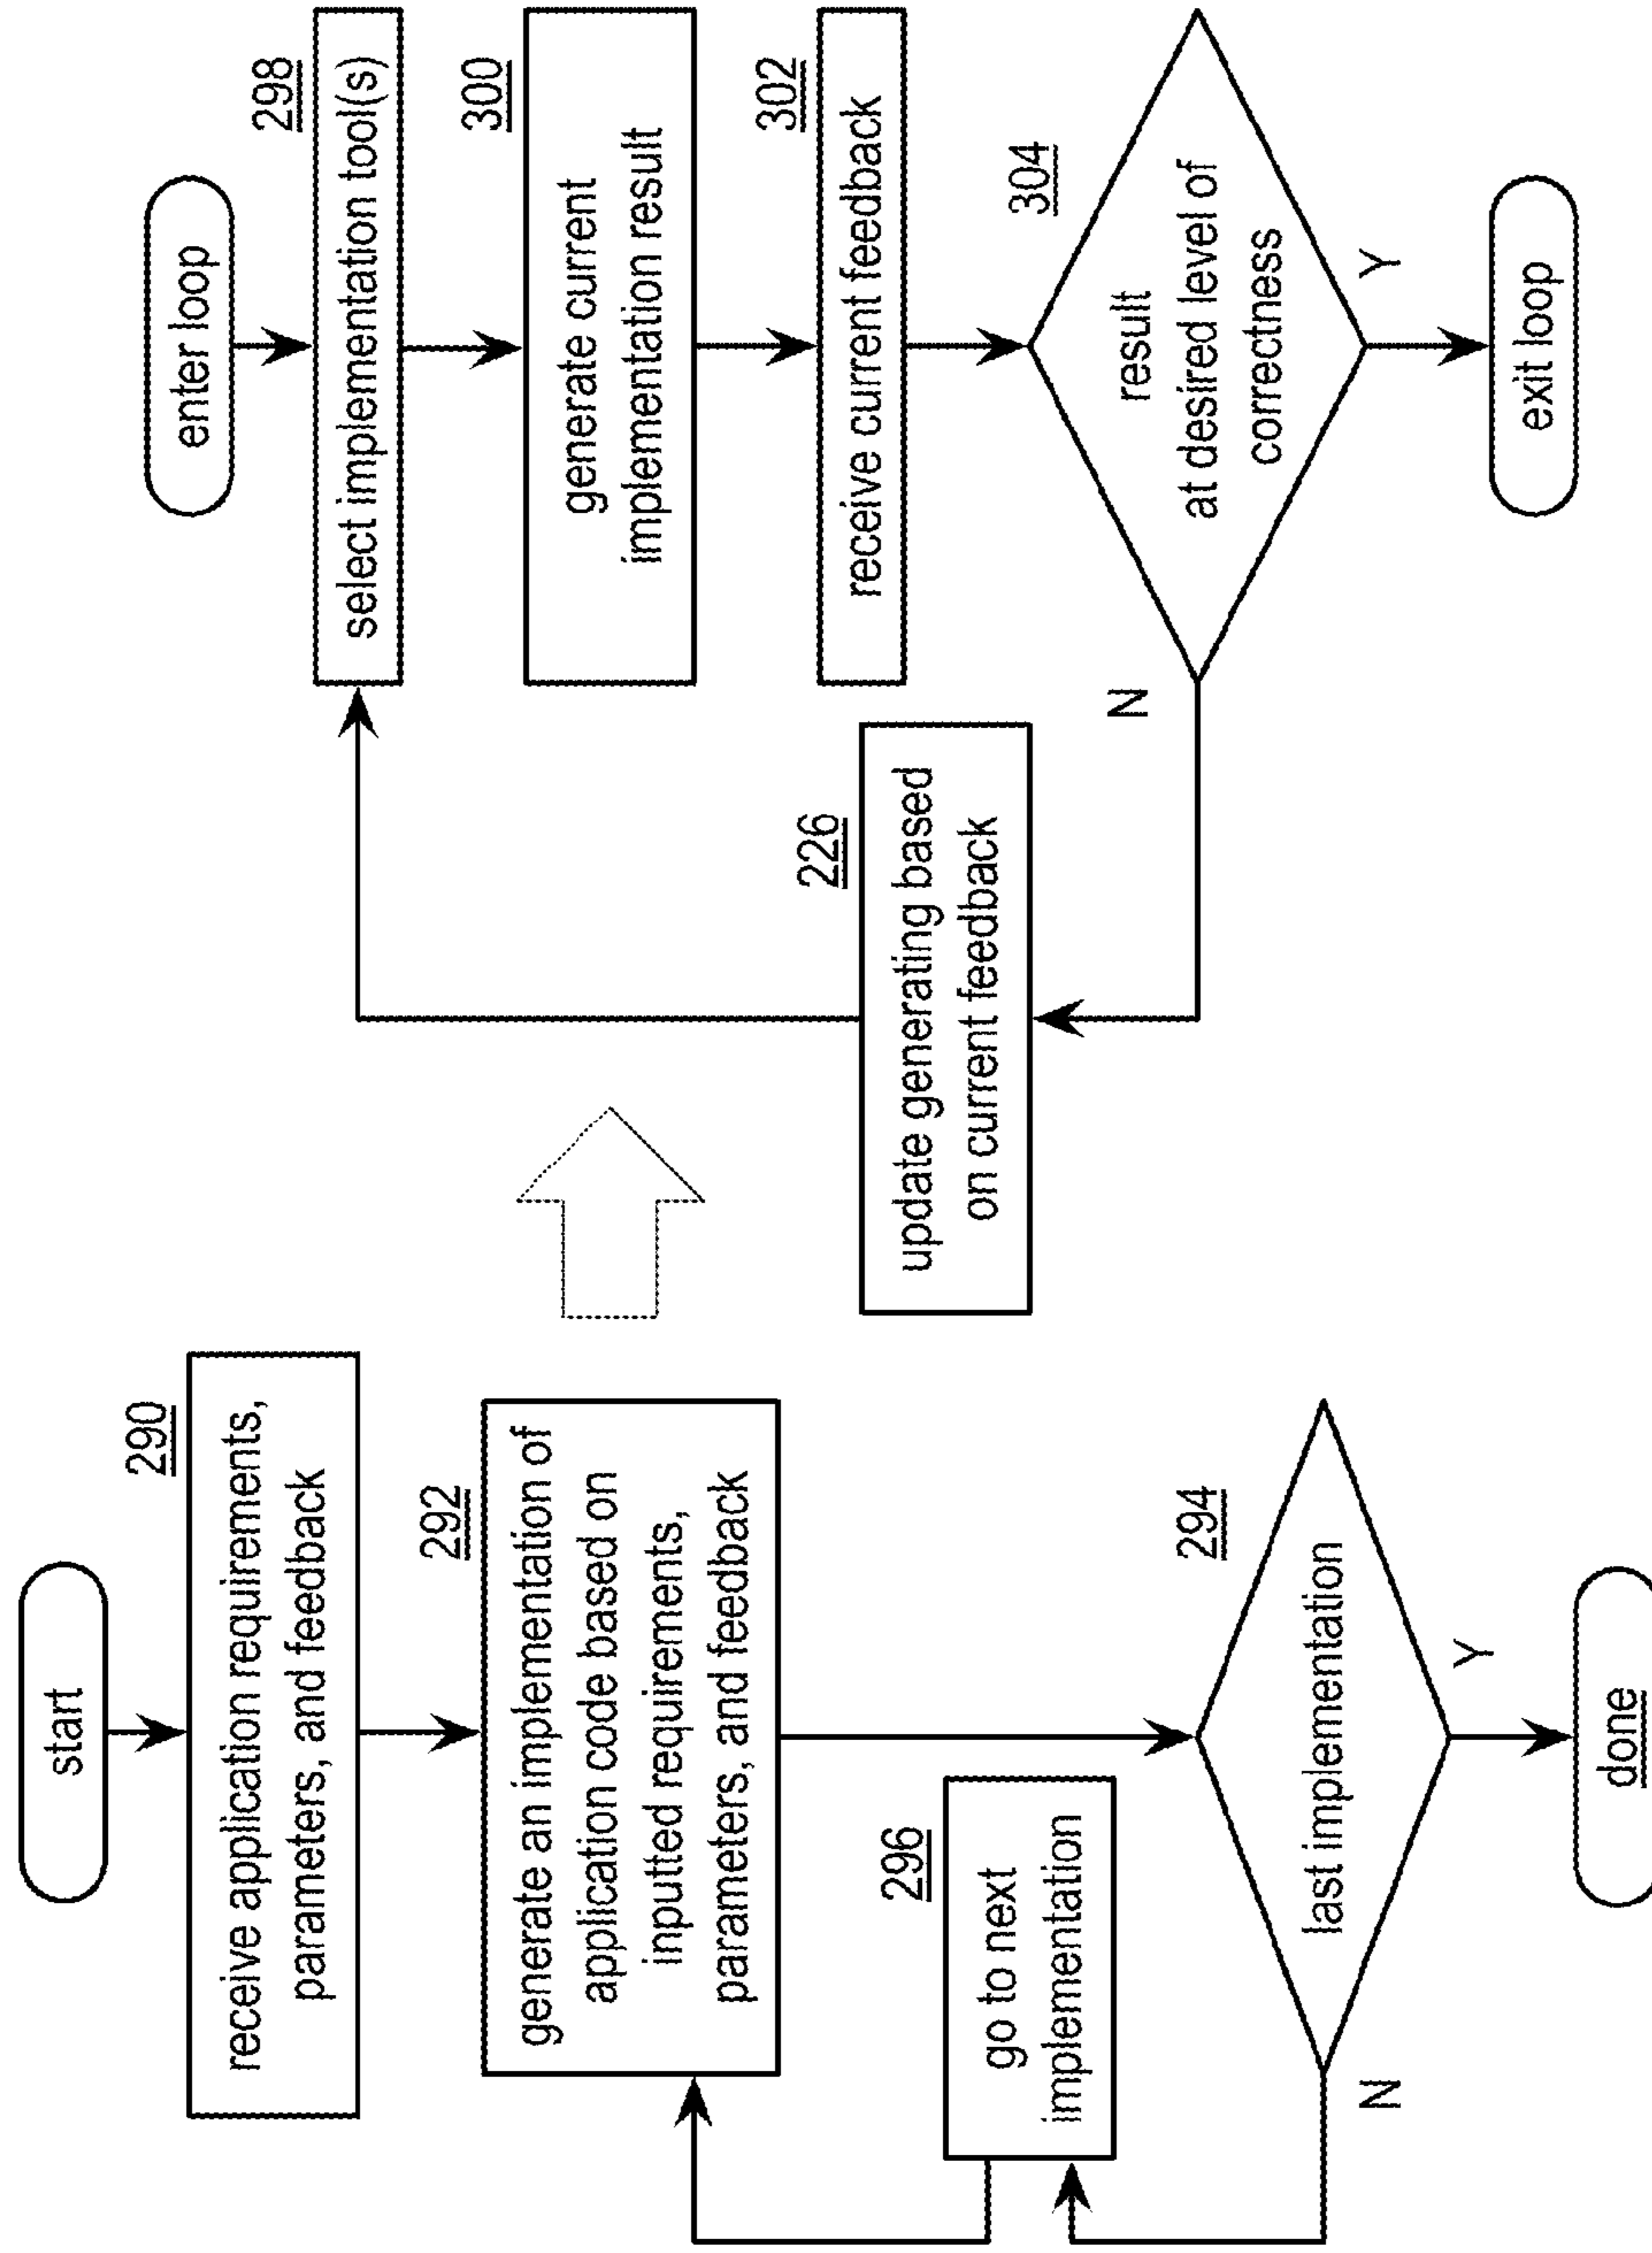 start
290
receive application requirements,
parameters, and feedback
292
generate an implementation of
application code based on
inputted requirements,
parameters, and feedback
296
go to next
implementation
294
last implementation
N
Y
done
enter loop
298
select implementation tool(s)
300
generate current
implementation result
302
receive current feedback
304
result
at desired level of
correctness
N
Y
226
update generating based
on current feedback
exit loop